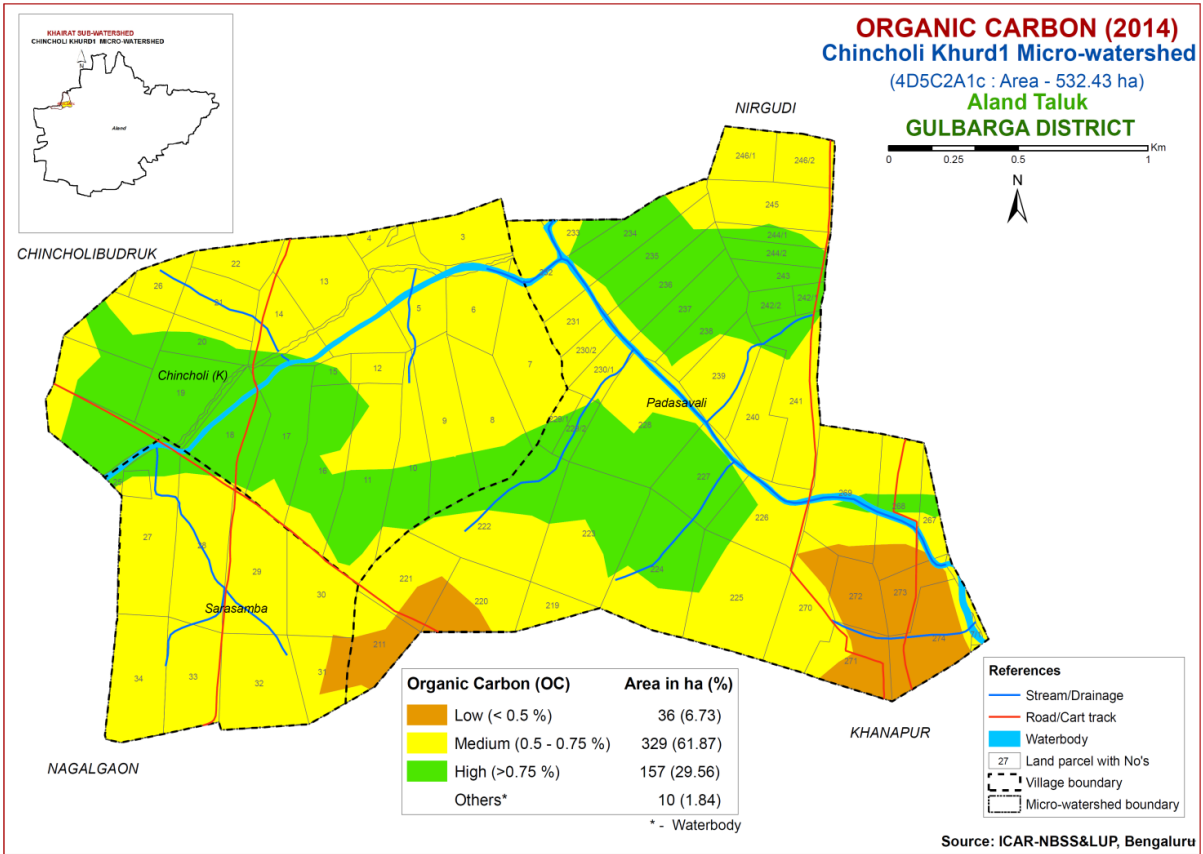 KHAIRAT SUB-WATERSHED
CHINCHOLI KHURD1 MICRO-WATERSHED
N
Aland
ORGANIC CARBON (2014)
Chincholi Khurd1 Micro-watershed
(4D5C2A1c : Area - 532.43 ha)
Aland Taluk
GULBARGA DISTRICT
Km
0 0.25 0.5 1
N
NIRGUDI
CHINCHOLIBUDRUK
246/1 246/2
245
233 234 244/1
235 244/2
243
236 242/2
237
238
4 3
22
26 13
21 14
5 6
20
231
230/2
230/1
7
15 12
Chincholi (K)
19
239
Padasavali
240 241
18 17
9 8
229/2 228
16 10
11
227
25
27 28
222 223
226
269
268
267
29
30
221
224
220 219
225
272 273
270
Sarasamba
211
274
31
271
34 33 32
NAGALGAON
KHANAPUR
Organic Carbon (OC) Area in ha (%)
Low (< 0.5 %) 36 (6.73)
Medium (0.5 - 0.75 %) 329 (61.87)
High (>0.75 %) 157 (29.56)
Others* 10 (1.84)
* - Waterbody
References
Stream/Drainage
Road/Cart track
Waterbody
27 Land parcel with No's
Village boundary
Micro-watershed boundary
Source: ICAR-NBSS&LUP, Bengaluru